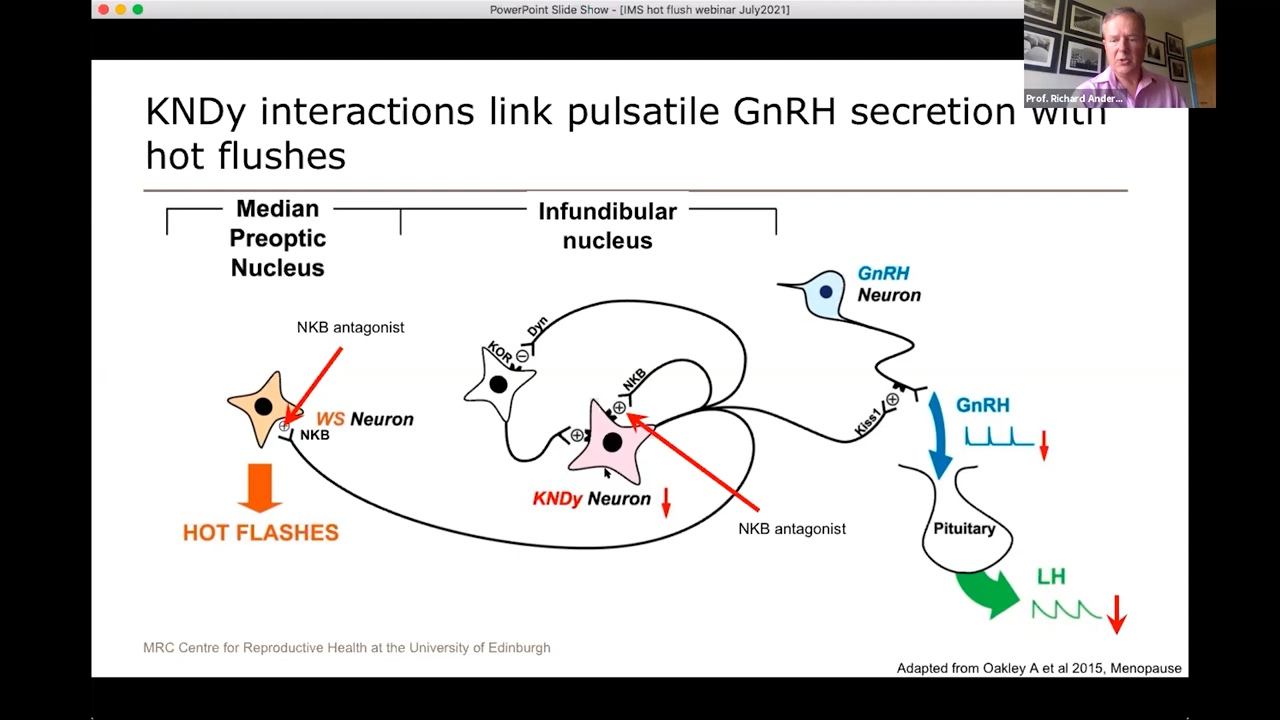 PowerPoint Slide Show - [IMS hot flush webinar July2021]
Prof. Richard Ander...
KNDy interactions link pulsatile GnRH secretion with
hot flushes
Median
Preoptic
Nucleus
Infundibular
nucleus
GnRH
Neuron
NKB antagonist
Dyn
KOR
NKB
WS Neuron
NKB
Kiss1
GnRH
KNDy Neuron
NKB antagonist
HOT FLASHES
Pituitary
LH
MRC Centre for Reproductive Health at the University of Edinburgh
Adapted from Oakley A et al 2015, Menopause